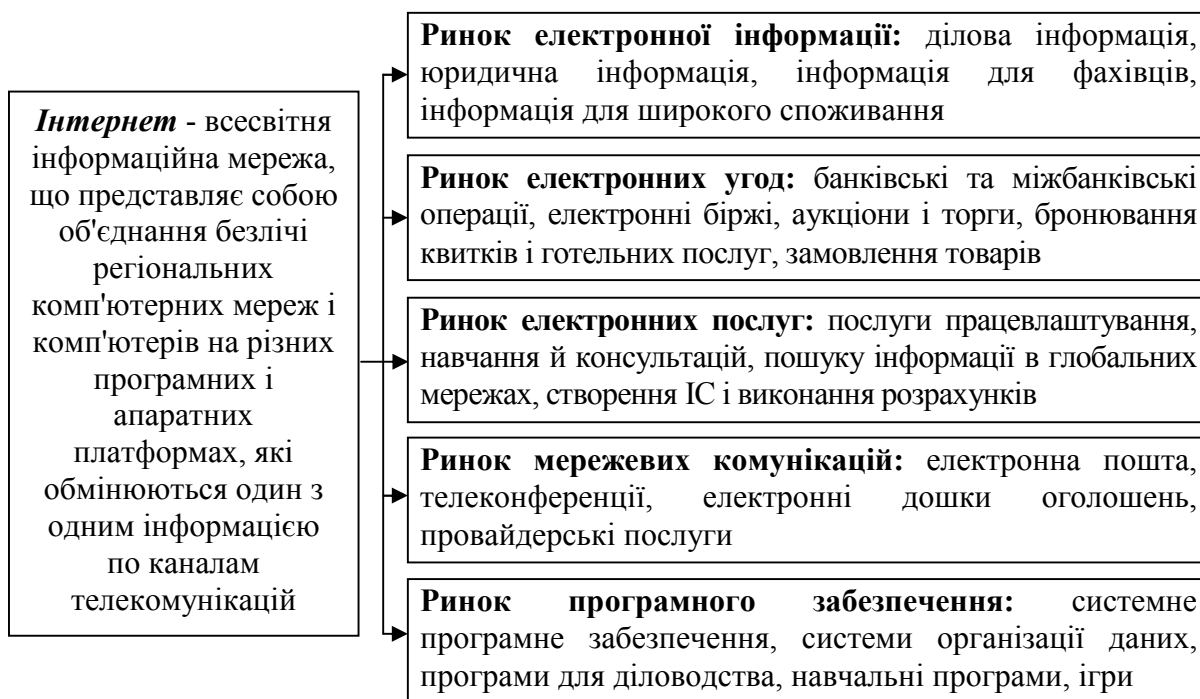 Інтернет - всесвітня
інформаційна мережа,
що представляє собою
об'єднання безлічі
регіональних
комп'ютерних мереж і
комп'ютерів на різних
програмних і
апаратних
платформах, які
обмінюються один з
одним інформацією
по каналам
телекомунікацій
Ринок електронної інформації: ділова інформація,
юридична інформація, інформація для фахівців,
інформація для широкого споживання
Ринок електронних угод: банківські та міжбанківські
операції, електронні біржі, аукціони і торги, бронювання
квитків і готельних послуг, замовлення товарів
Ринок електронних послуг: послуги працевлаштування,
навчання й консультацій, пошуку інформації в глобальних
мережах, створення ІС і виконання розрахунків
Ринок мережевих комунікацій: електронна пошта,
телеконференції, електронні дошки оголошень,
провайдерські послуги
Ринок програмного забезпечення: системне
програмне забезпечення, системи організації даних,
програми для діловодства, навчальні програми, ігри